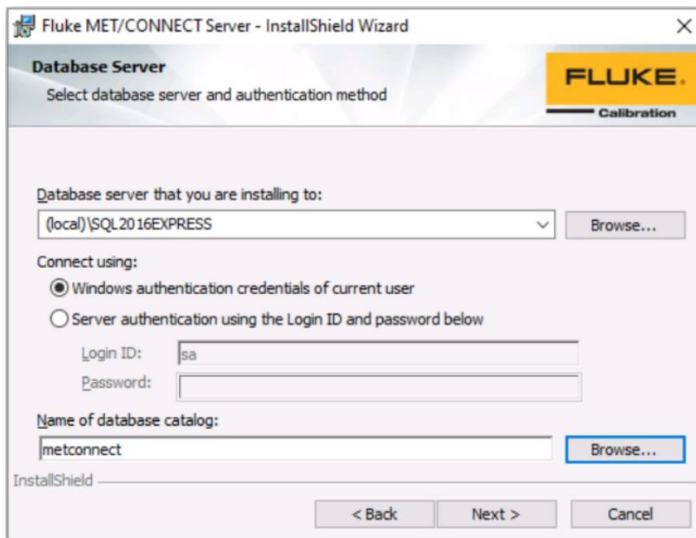 Fluke MET/CONNECT Server - InstallShield Wizard
Database Server
Select database server and authentication method
FLUKE®
Calibration
Database server that you are installing to:
(local)\SQL2016EXPRESS
Browse...
Connect using:
Windows authentication credentials of current user
Server authentication using the Login ID and password below
Login ID: sa
Password:
Name of database catalog:
metconnect
Browse...
InstallShield
< Back Next > Cancel